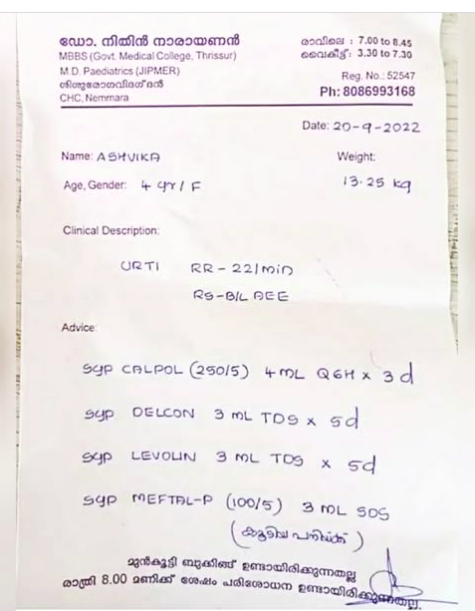 ഡോ. നിതിൻ നാരായണൻ
MBBS (Govt. Medical College, Thrissur)
M.D. Paediatrics (JIPMER)
ശിശുരോഗവിദഗ്ദൻ
CHC, Nemmara
രാവിലെ : 7.00 to 8.45
വൈകീട്ട്: 3.30 to 7.30
Reg. No.: 52547
Ph: 8086993168
Date: 20-9-2022
Name: ASHVIKA
Weight:
Age, Gender: 4 yr / F
13.25 kg
Clinical Description:
URTI RR - 22/min
RS - B/L AEE
Advice:
SYP CALPOL (250/5) 4 ML Q6H x 3d
SYP DELCON 3 ML TDS x 5d
SYP LEVOLIN 3 ML TDS x 5d
SYP MEFTAL-P (100/5) 3 ML SOS
(കൂടിയ പനിക്ക്)
മുൻകൂട്ടി ബുക്കിങ്ങ് ഉണ്ടായിരിക്കുന്നതല്ല
രാത്രി 8.00 മണിക്ക് ശേഷം പരിശോധന ഉണ്ടായിരിക്കുന്നതല്ല